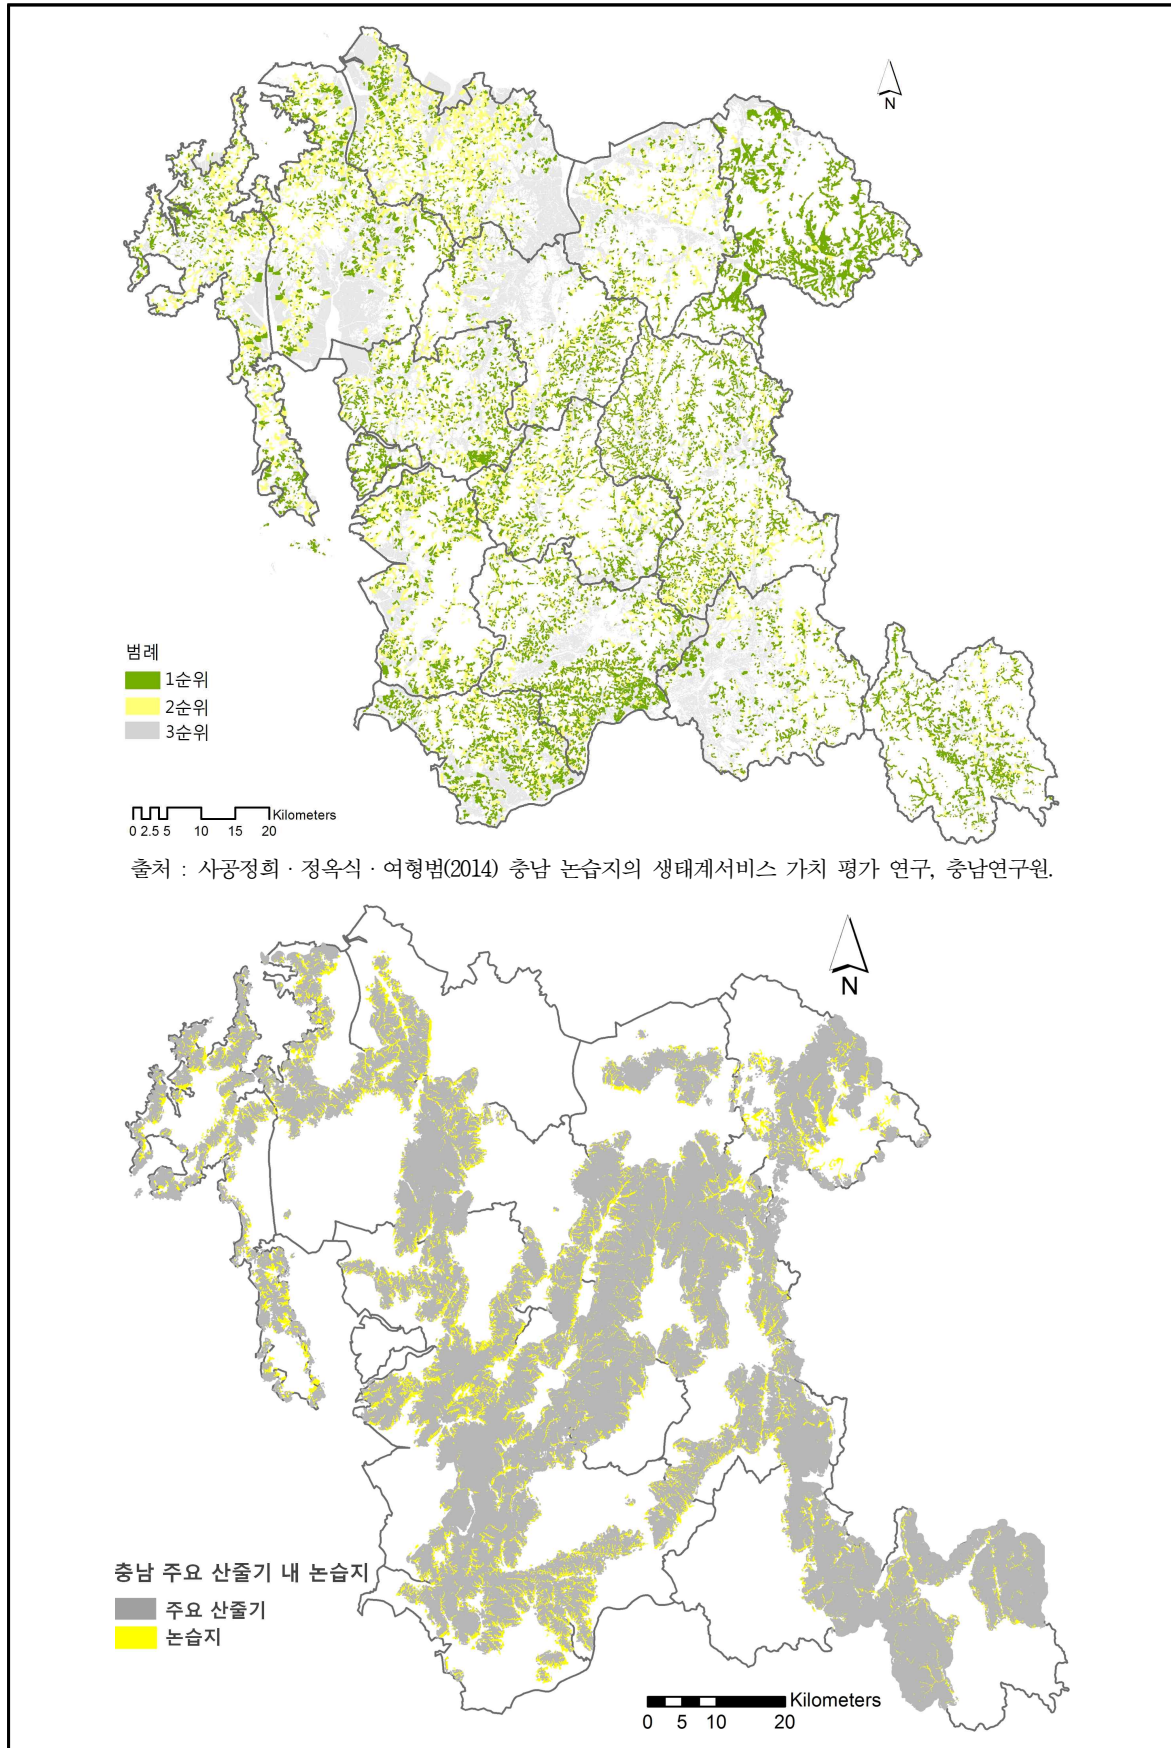 N
범례
1순위
2순위
3순위
Kilometers
0 2.5 5 10 15 20
출처 : 사공정희 · 정옥식 · 여형범(2014) 충남 논습지의 생태계서비스 가치 평가 연구, 충남연구원.
N
충남 주요 산줄기 내 논습지
주요 산줄기
논습지
Kilometers
0 5 10 20